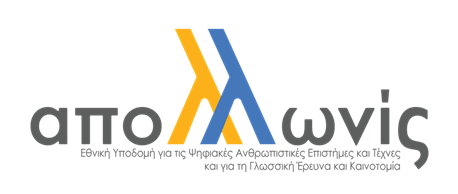 απολλωνίς
Εθνική Υποδομή για τις Ψηφιακές Ανθρωπιστικές Επιστήμες και Τέχνες
και για τη Γλωσσική Έρευνα και Καινοτομία